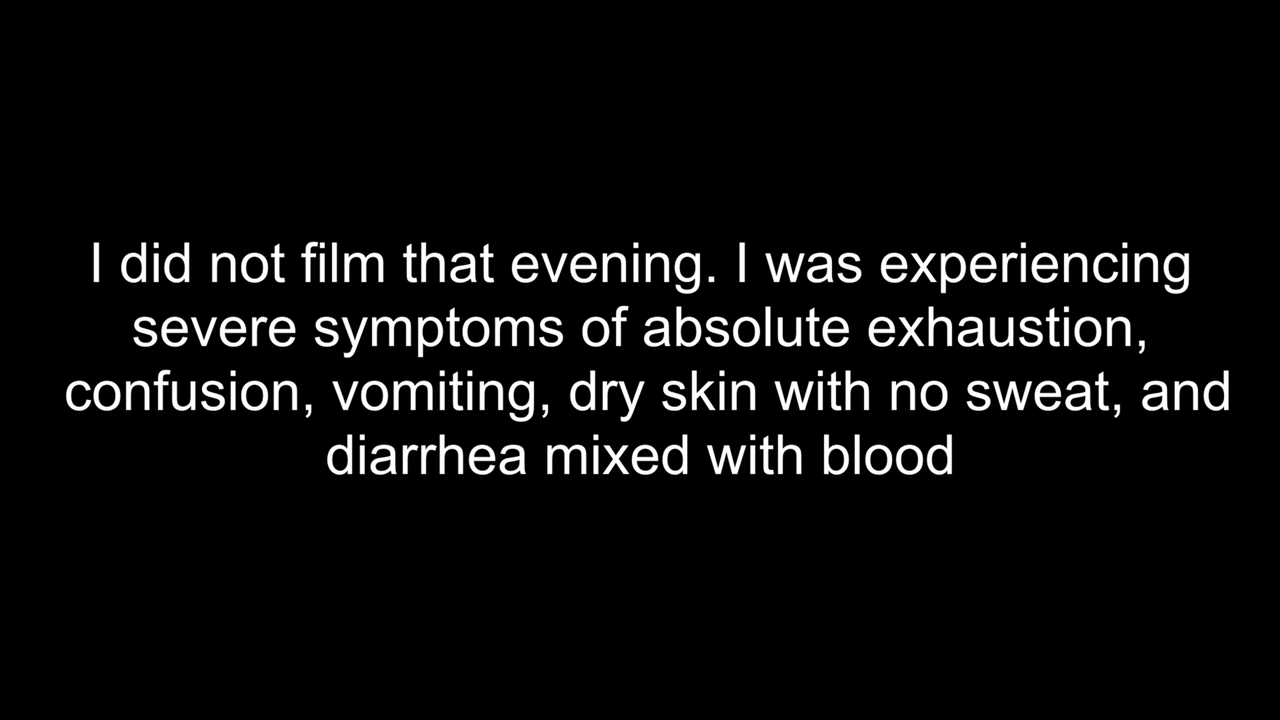 I did not film that evening. I was experiencing
severe symptoms of absolute exhaustion,
confusion, vomiting, dry skin with no sweat, and
diarrhea mixed with blood